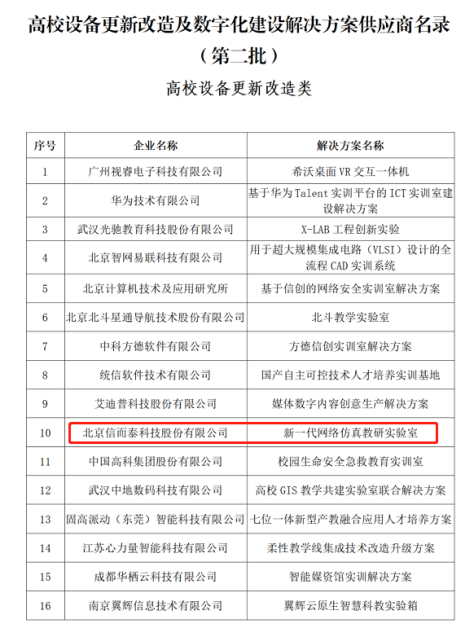 高校设备更新改造及数字化建设解决方案供应商名录
（第二批）
高校设备更新改造类
序号 企业名称 解决方案名称
1 广州视睿电子科技有限公司 希沃桌面 VR 交互一体机
2 华为技术有限公司 基于华为 Talent 实训平台的 ICT 实训室建
设解决方案
3 武汉光驰教育科技股份有限公司 X-LAB 工程创新实验
4 北京智网易联科技有限公司 用于超大规模集成电路（VLSI）设计的全
流程 CAD 实训系统
5 北京计算机技术及应用研究所 基于信创的网络安全实训室解决方案
6 北京北斗星通导航技术股份有限公司 北斗教学实验室
7 中科方德软件有限公司 方德信创实训室解决方案
8 统信软件技术有限公司 国产自主可控技术人才培养实训基地
9 艾迪普科技股份有限公司 媒体数字内容创意生产解决方案
10 北京信而泰科技股份有限公司 新一代网络仿真教研实验室
11 中国高科集团股份有限公司 校园生命安全急救教育实训室
12 武汉中地数码科技有限公司 高校 GIS 教学共建实验室联合解决方案
13 固高派动（东莞）智能科技有限公司 七位一体新型产教融合应用人才培养方案
14 江苏心力量智能科技有限公司 柔性教学线集成技术改造升级方案
15 成都华栖云科技有限公司 智能媒资馆实训解决方案
16 南京翼辉信息技术有限公司 翼辉云原生智慧科教实验箱